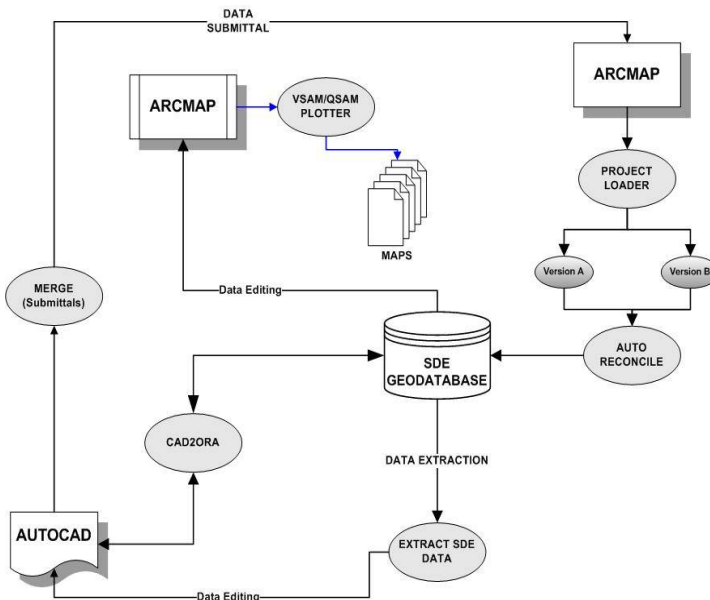 DATA
SUBMITTAL
ARCMAP
VSAM/QSAM
PLOTTER
ARCMAP
PROJECT
LOADER
MAPS
Version A
Version B
MERGE
(Submittals)
Data Editing
AUTO
RECONCILE
SDE
GEODATABASE
CAD2ORA
DATA EXTRACTION
AUTOCAD
EXTRACT SDE
DATA
Data Editing